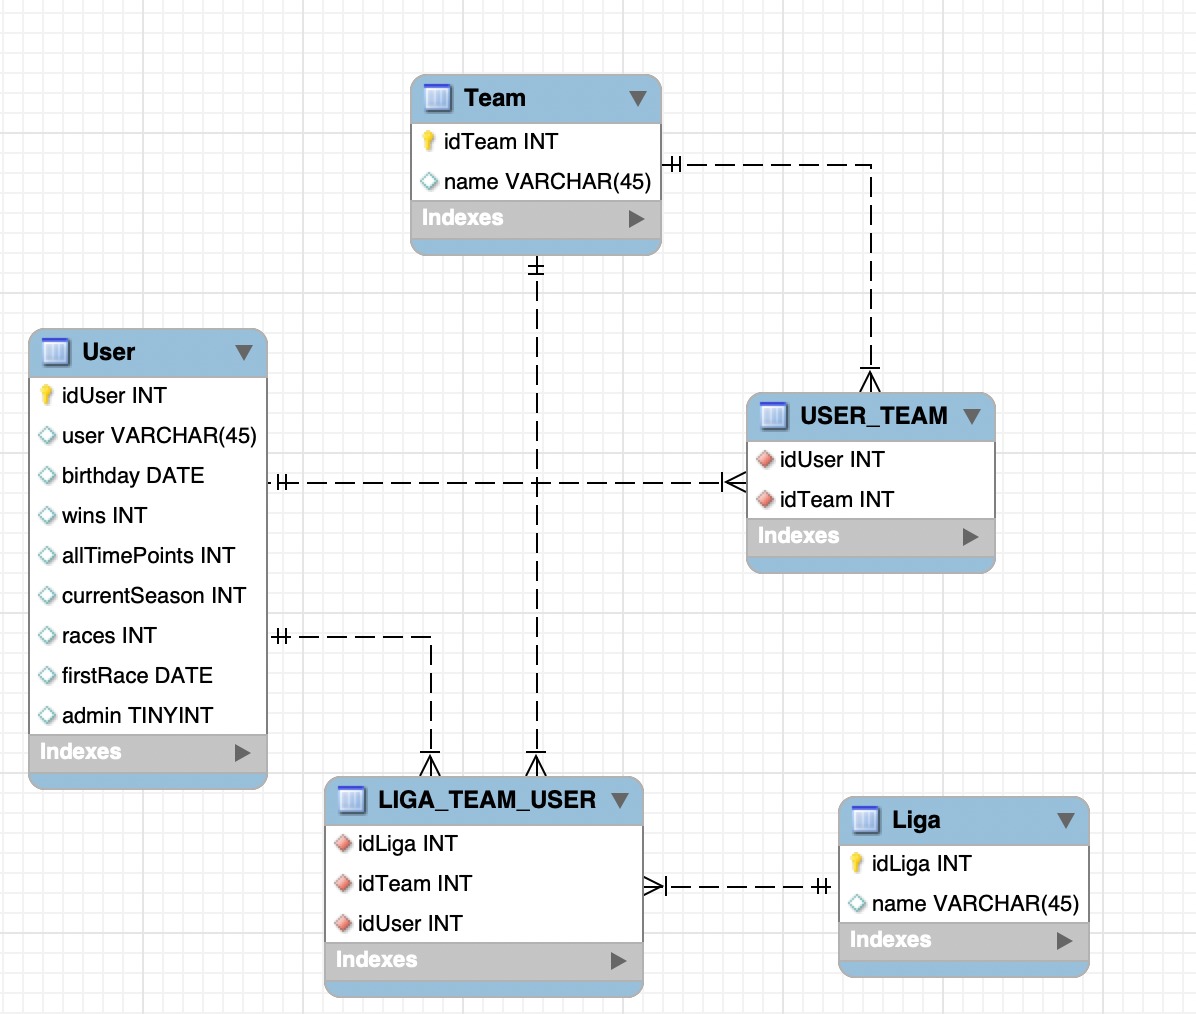 Team
idTeam INT
name VARCHAR(45)
Indexes
User
idUser INT
user VARCHAR(45)
birthday DATE
wins INT
allTimePoints INT
currentSeason INT
races INT
firstRace DATE
admin TINYINT
Indexes
USER_TEAM
idUser INT
idTeam INT
Indexes
LIGA_TEAM_USER
idLiga INT
idTeam INT
idUser INT
Indexes
Liga
idLiga INT
name VARCHAR(45)
Indexes